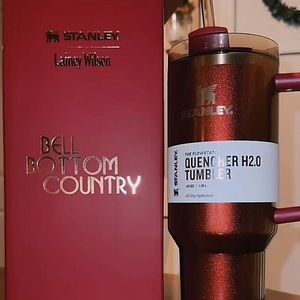 STANLEY
Lainey Wilson
BELL
BOTTOM
COUNTRY
STANLEY
STANLEY
THE FLOWSTATE
QUENCHER H2.0
TUMBLER